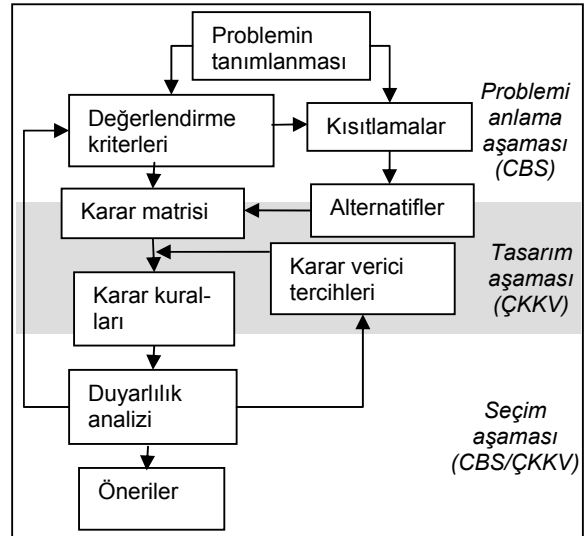 Problemin
tanımlanması
Değerlendirme
kriterleri
Kısıtlamalar
Problemi
anlama
aşaması
(CBS)
Karar matrisi
Alternatifler
Karar verici
tercihleri
Tasarım
aşaması
(ÇKKV)
Karar kural-
ları
Duyarlılık
analizi
Seçim
aşaması
(CBS/ÇKKV)
Öneriler